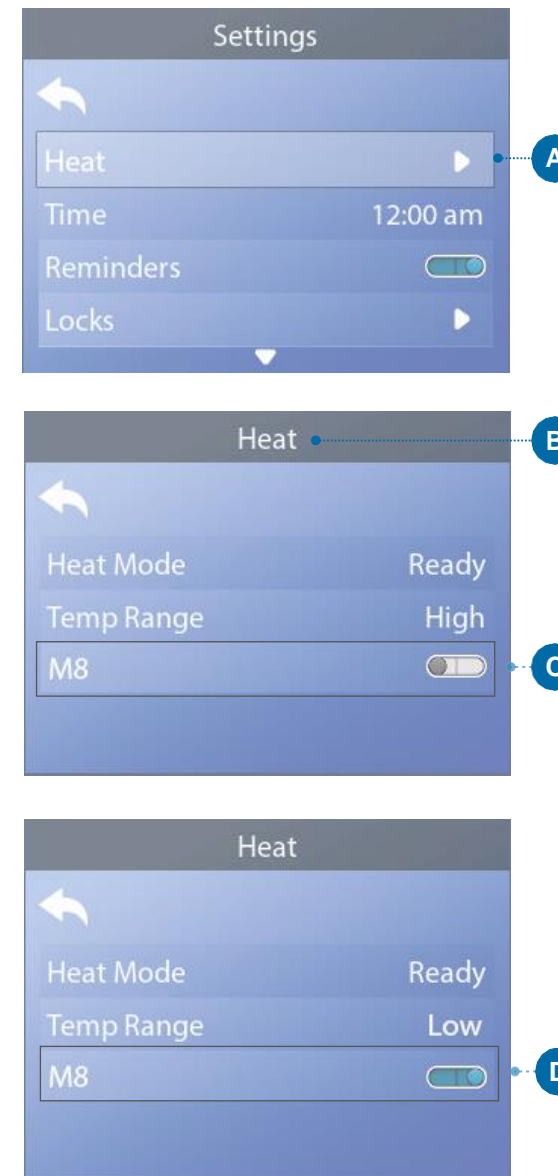 Settings
Heat
A
Time 12:00 am
Reminders
Locks
Heat
B
Heat Mode Ready
Temp Range High
M8
C
Heat
Heat Mode Ready
Temp Range Low
M8
D